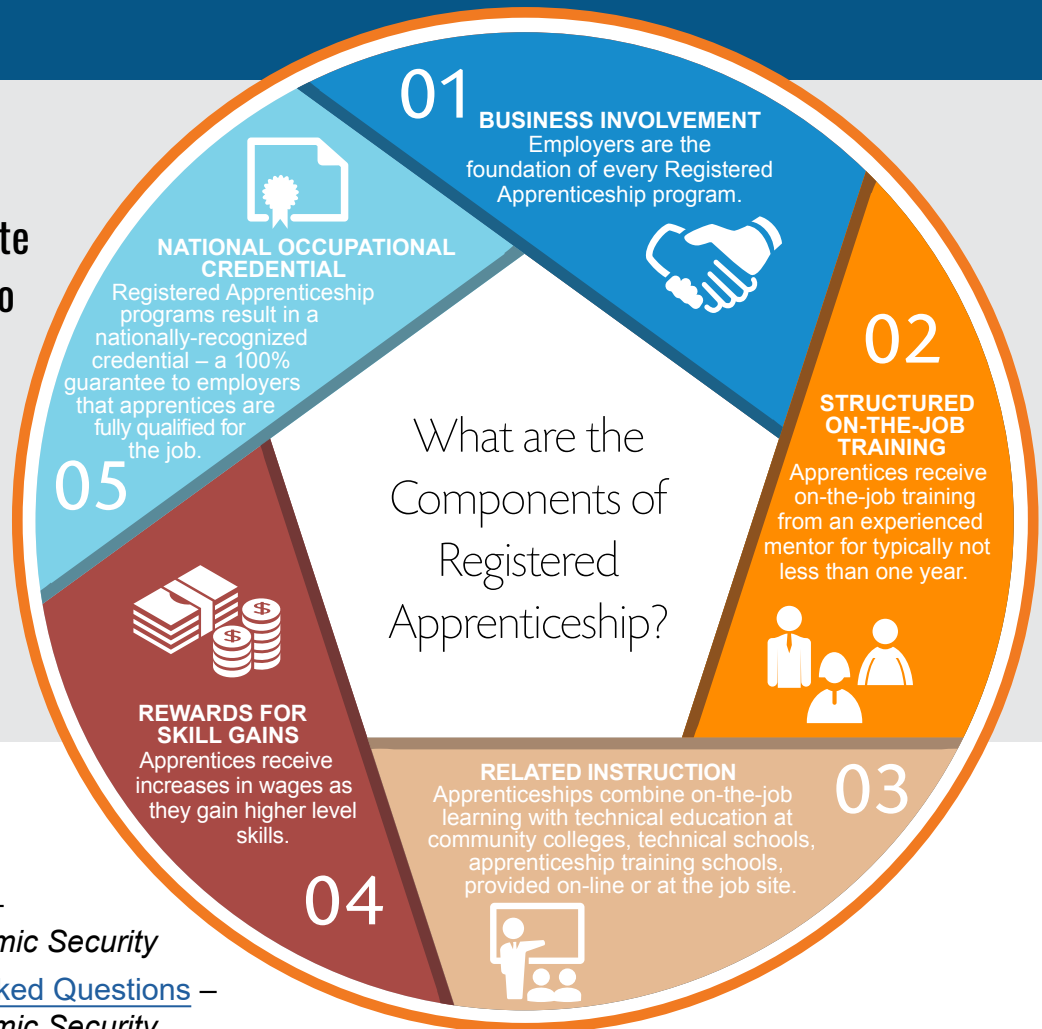 01
BUSINESS INVOLVEMENT
Employers are the
foundation of every Registered
Apprenticeship program.
02
STRUCTURED
ON-THE-JOB
TRAINING
Apprentices receive
on-the-job training
from an experienced
mentor for typically not
less than one year.
03
RELATED INSTRUCTION
Apprenticeships combine on-the-job
learning with technical education at
community colleges, technical schools,
apprenticeship training schools,
provided on-line or at the job site.
04
REWARDS FOR
SKILL GAINS
Apprentices receive
increases in wages as
they gain higher level
skills.
05
NATIONAL OCCUPATIONAL
CREDENTIAL
Registered Apprenticeship
programs result in a
nationally-recognized
credential – a 100%
guarantee to employers
that apprentices are
fully qualified for
the job.
What are the
Components of
Registered
Apprenticeship?
Security
Questions –
Security